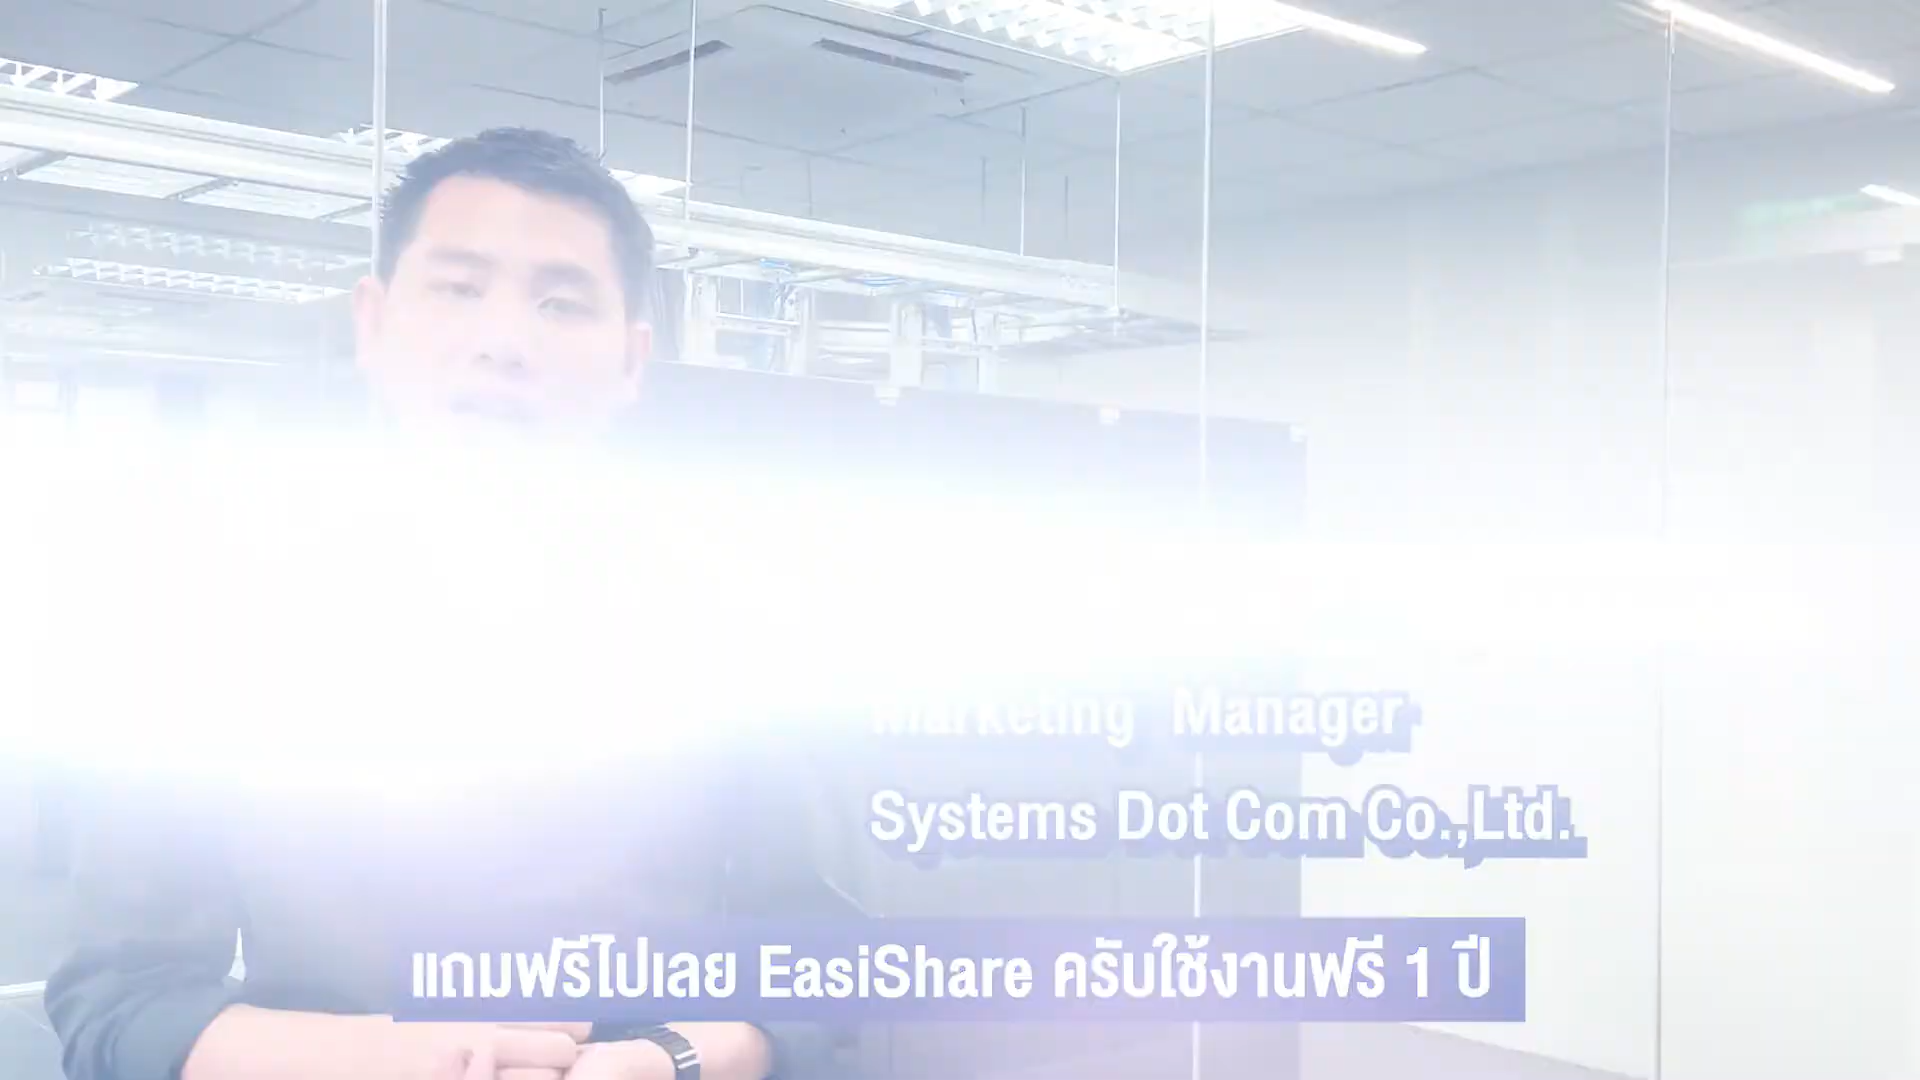 Marketing Manager
Systems Dot Com Co.,Ltd.
แถมฟรีไปเลย EasiShare ครับใช้งานฟรี 1 ปี